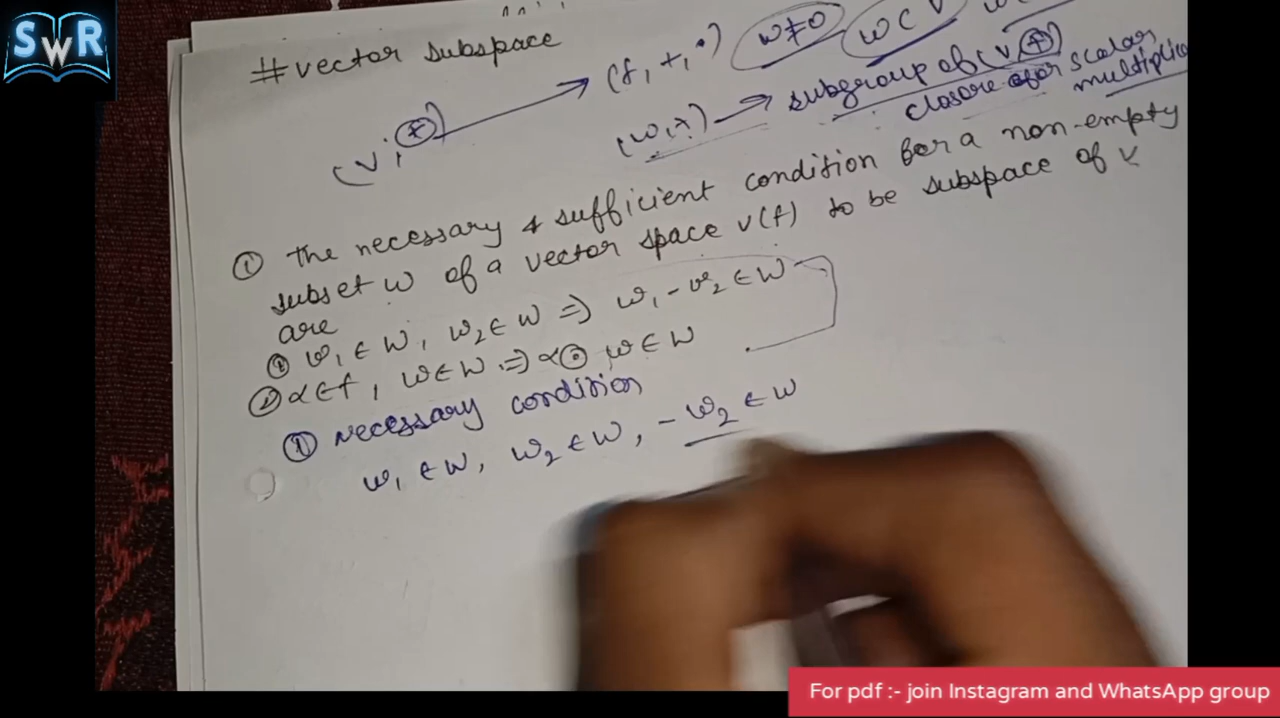 SWR
# vector subspace
(V, +) → (f, +, ·) W≠0 W⊂V
(W, +) → subgroup of (V, +)
closure for scalar
① the necessary & sufficient condition for a non-empty
subset W of a vector space V(f) to be subspace of V
are
① w₁ ∈ W, w₂ ∈ W ⇒ w₁ - w₂ ∈ W
② α ∈ f, w ∈ W ⇒ α ⊙ w ∈ W
① necessary condition
w₁ ∈ W, w₂ ∈ W, -w₂ ∈ W
For pdf :- join Instagram and WhatsApp group